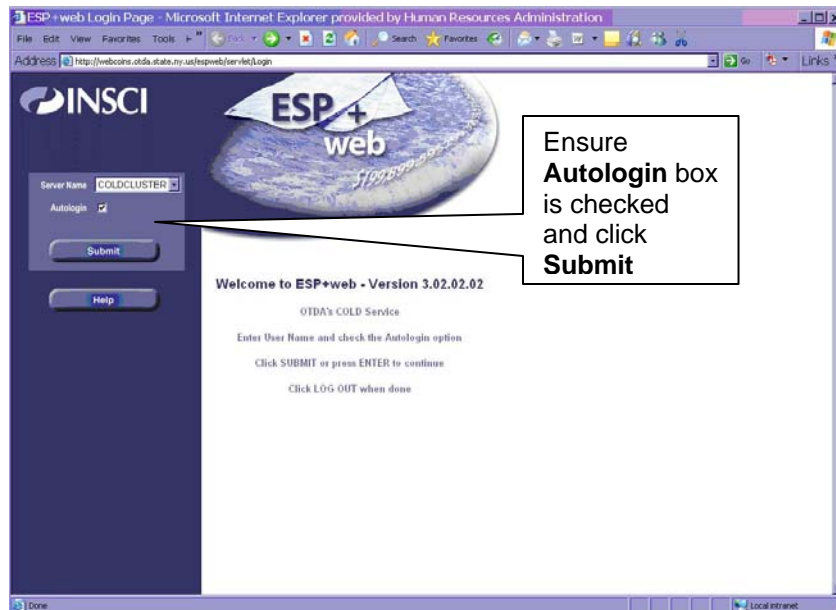 ESP+web Login Page - Microsoft Internet Explorer provided by Human Resources Administration
File Edit View Favorites Tools
Search Favorites
Address http://webcoins.otda.state.ny.us/espweb/servlet/Login Go Links
INSCI
ESP +
web
Server Name COLDCLUSTER
Autologin
Submit
Help
Ensure
Autologin box
is checked
and click
Submit
Welcome to ESP+web - Version 3.02.02.02
OTDA's COLD Service
Enter User Name and check the Autologin option
Click SUBMIT or press ENTER to continue
Click LOG OUT when done
Done
Local intranet